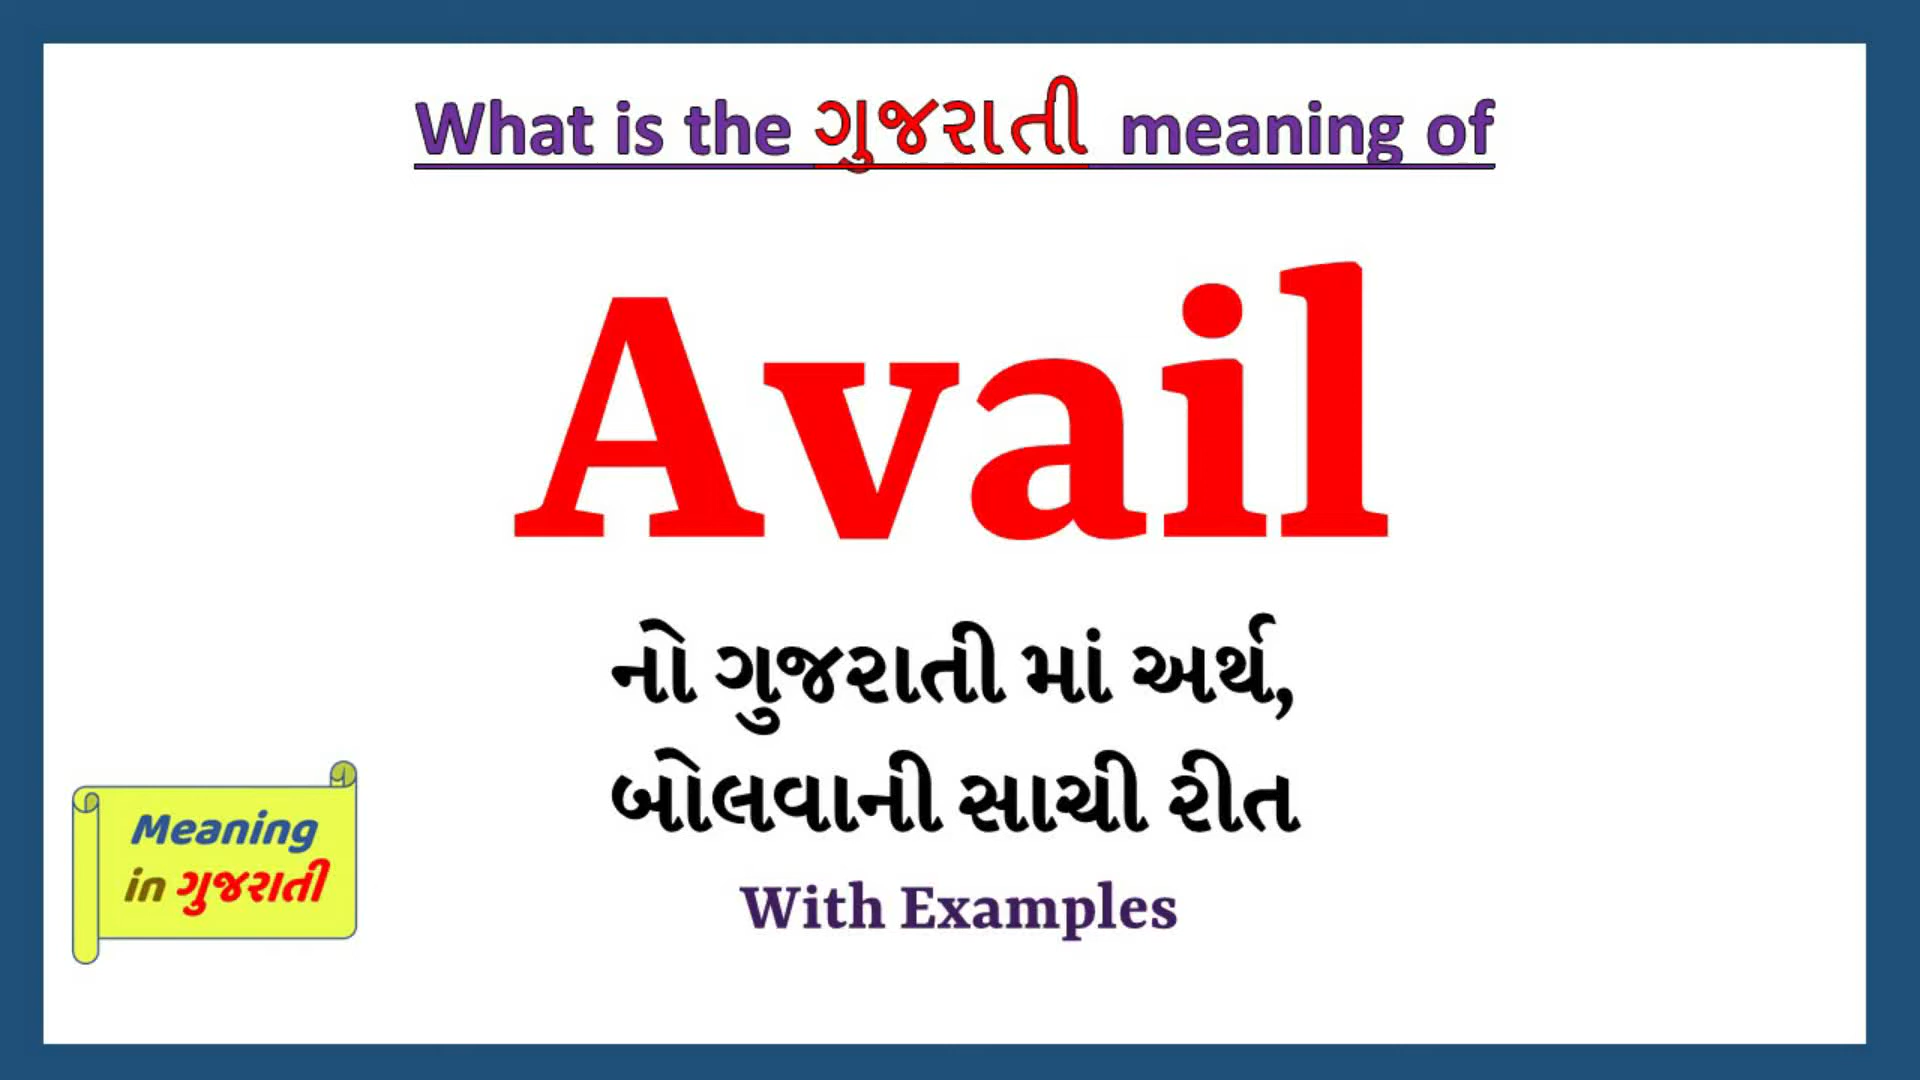 What is the ગુજરાતી meaning of
Avail
નો ગુજરાતી માં અર્થ,
બોલવાની સાચી રીત
With Examples
Meaning
in ગુજરાતી